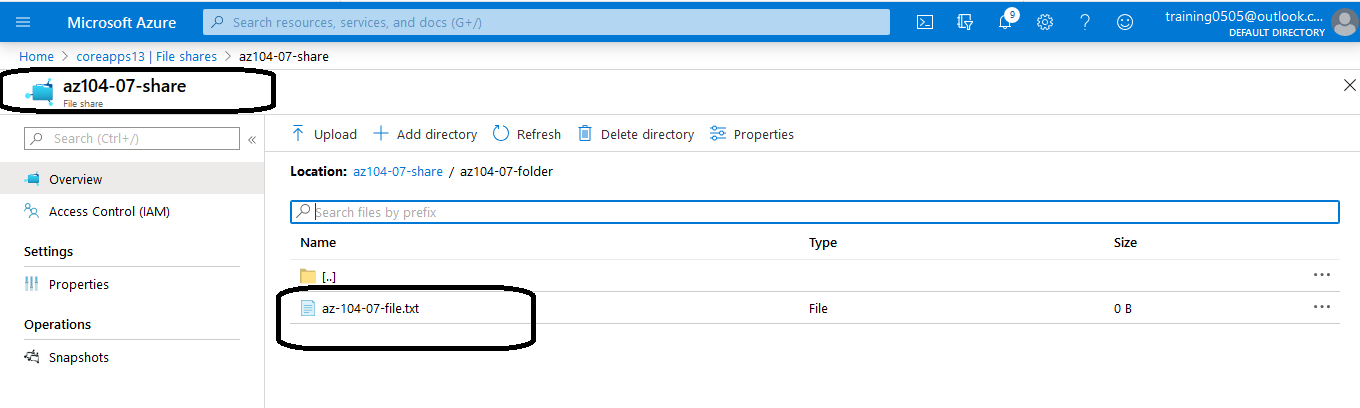 Microsoft Azure
Search resources, services, and docs (G+/)
9
training0505@outlook.c...
DEFAULT DIRECTORY
Home > coreapps13 | File shares > az104-07-share
az104-07-share
File share
Search (Ctrl+/)
«
Upload
Add directory
Refresh
Delete directory
Properties
Overview
Access Control (IAM)
Settings
Properties
Operations
Snapshots
Location: az104-07-share / az104-07-folder
Search files by prefix
Name Type Size
[..] ...
az-104-07-file.txt File 0 B ...